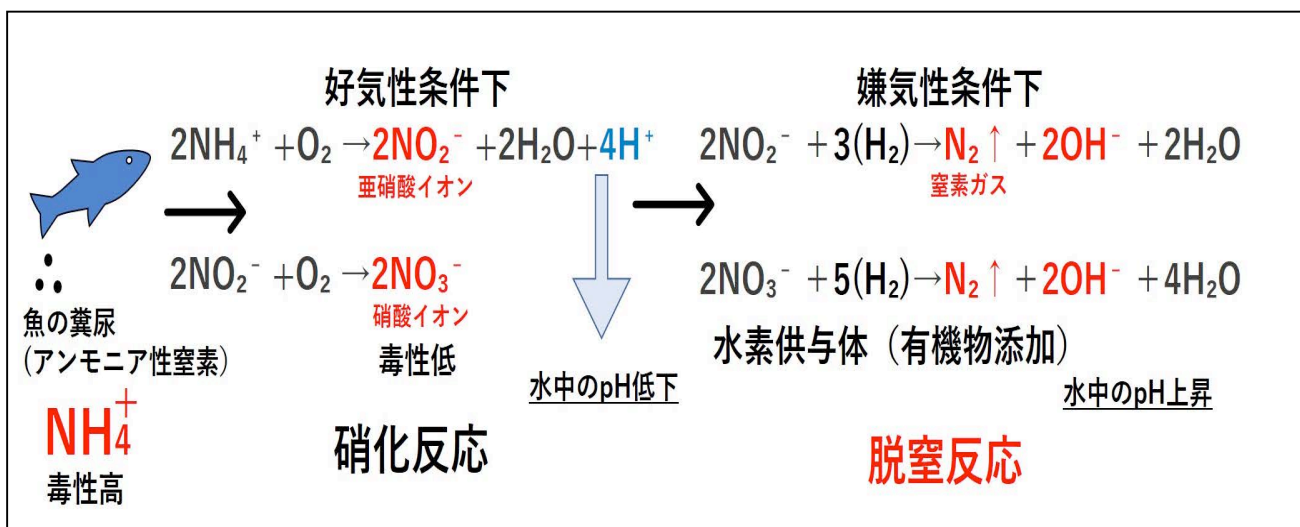 好気性条件下
2NH₄⁺ +O₂ →2NO₂⁻ +2H₂O+4H⁺
亜硝酸イオン
2NO₂⁻ +O₂ →2NO₃⁻
硝酸イオン
毒性低
魚の糞尿
(アンモニア性窒素)
NH₄⁺
毒性高
水中のpH低下
硝化反応
嫌気性条件下
2NO₂⁻ +3(H₂)→N₂↑ +2OH⁻ +2H₂O
窒素ガス
2NO₃⁻ +5(H₂)→N₂↑ +2OH⁻ +4H₂O
水素供与体（有機物添加）
水中のpH上昇
脱窒反応